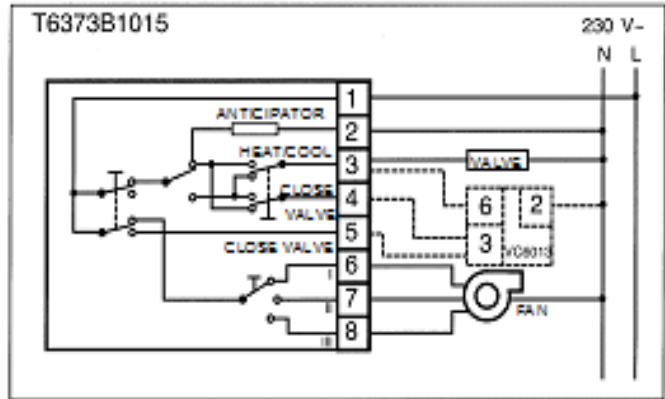 T6373B1015
230 V~
N L
1
ANTICIPATOR
2
HEAT/COOL
3
VALVE
CLOSE
4
6 2
VALVE
5
3
VC6013
CLOSE VALVE
6
I
7
II
FAN
8
III